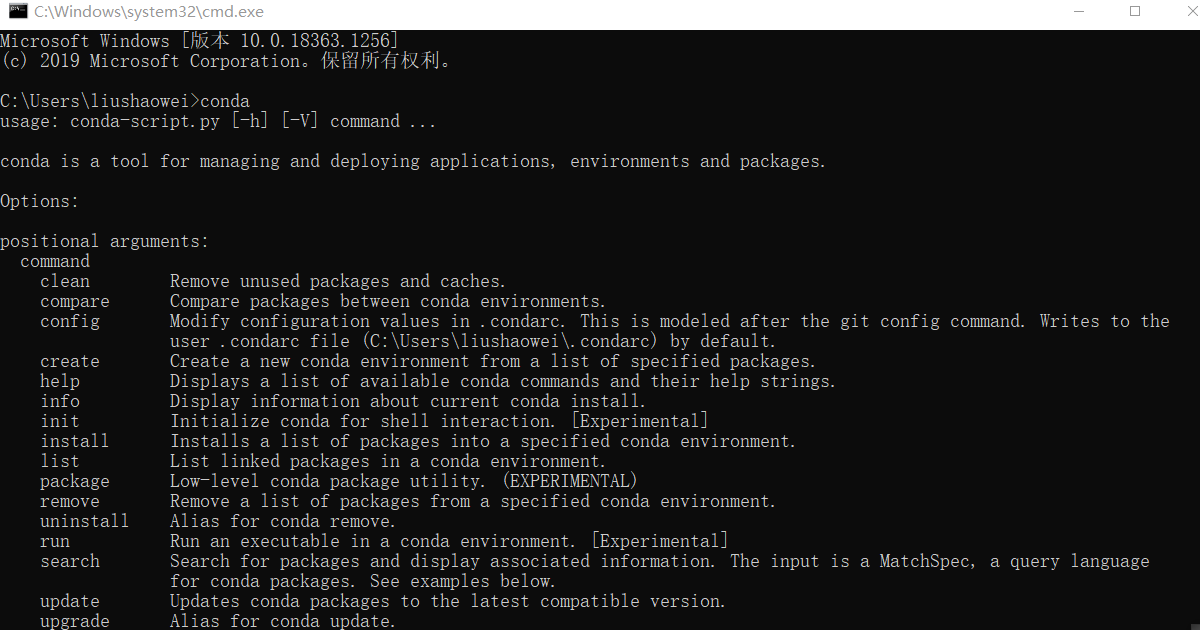 C:\Windows\system32\cmd.exe
Microsoft Windows [版本 10.0.18363.1256]
(c) 2019 Microsoft Corporation。保留所有权利。
C:\Users\liushaowei>conda
usage: conda-script.py [-h] [-V] command ...
conda is a tool for managing and deploying applications, environments and packages.
Options:
positional arguments:
  command
    clean        Remove unused packages and caches.
    compare      Compare packages between conda environments.
    config       Modify configuration values in .condarc. This is modeled after the git config command. Writes to the
                 user .condarc file (C:\Users\liushaowei\.condarc) by default.
    create       Create a new conda environment from a list of specified packages.
    help         Displays a list of available conda commands and their help strings.
    info         Display information about current conda install.
    init         Initialize conda for shell interaction. [Experimental]
    install      Installs a list of packages into a specified conda environment.
    list         List linked packages in a conda environment.
    package      Low-level conda package utility. (EXPERIMENTAL)
    remove       Remove a list of packages from a specified conda environment.
    uninstall    Alias for conda remove.
    run          Run an executable in a conda environment. [Experimental]
    search       Search for packages and display associated information. The input is a MatchSpec, a query language
                 for conda packages. See examples below.
    update       Updates conda packages to the latest compatible version.
    upgrade      Alias for conda update.